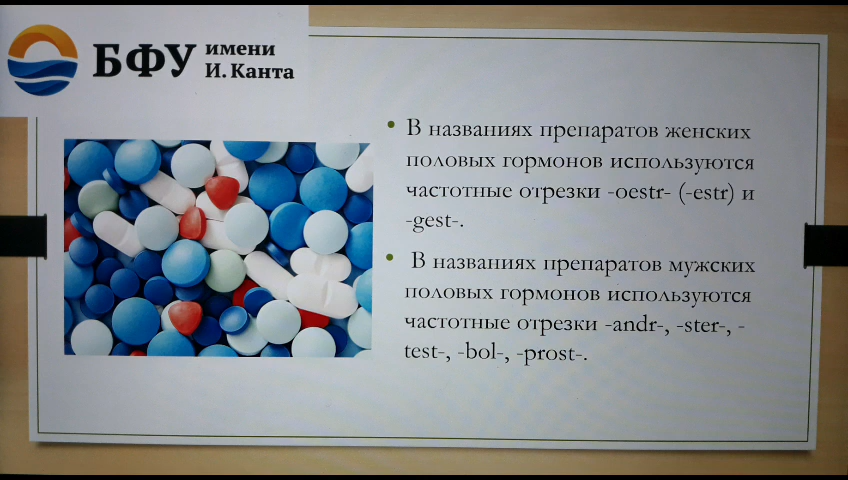 БФУ имени
И. Канта
В названиях препаратов женских
половых гормонов используются
частотные отрезки -oestr- (-estr) и
-gest-.
В названиях препаратов мужских
половых гормонов используются
частотные отрезки -andr-, -ster-, -
test-, -bol-, -prost-.